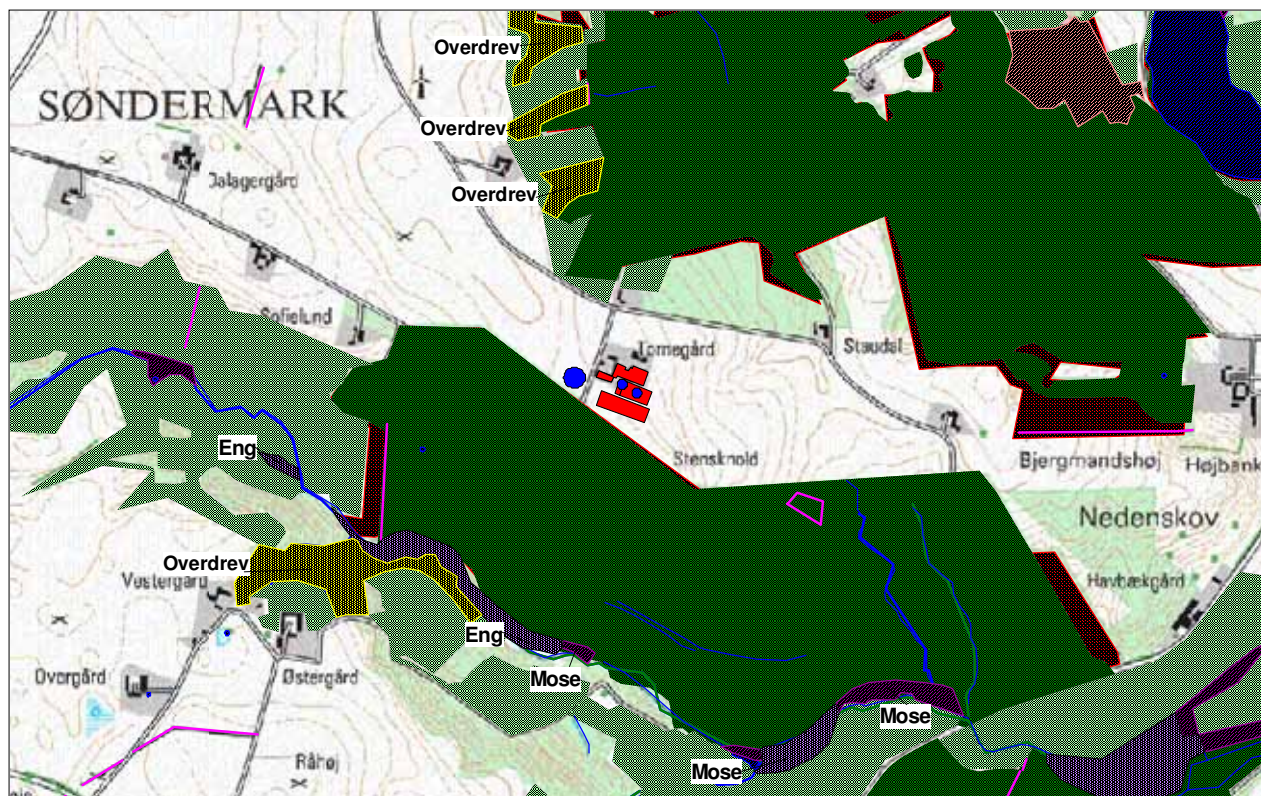 Overdrev
SØNDERMARK
Overdrev
Dalagergård
Overdrev
Sofielund
Tornegård
Staudal
Eng
Stensknold
Bjergmandshøj
Højbank
Nedenskov
Overdrev
Vestergård
Havbækgård
Eng
Overgård
Østergård
Mose
Mose
Råhøj
Mose